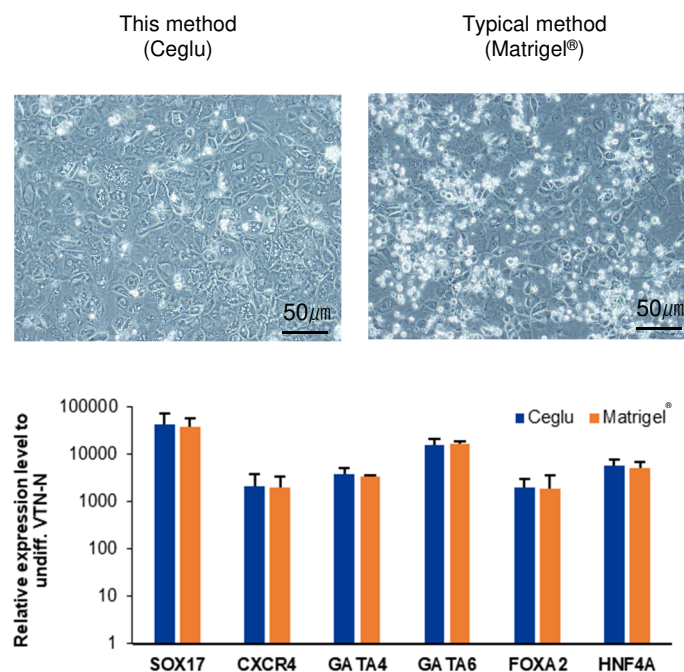 This method
(Ceglu)
Typical method
(Matrigel®)
50㎛
50㎛
Relative expression level to
undiff. VTN-N
100000
10000
1000
100
10
1
Ceglu
Matrigel®
SOX17
CXCR4
GATA4
GATA6
FOXA2
HNF4A